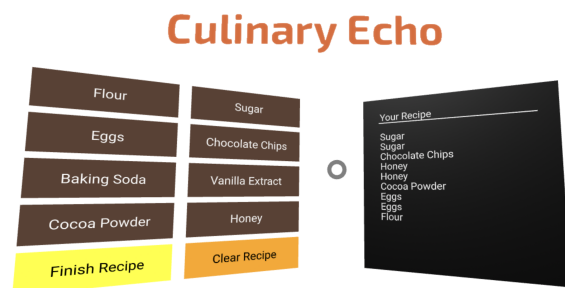 Culinary Echo
Flour
Sugar
Eggs
Chocolate Chips
Baking Soda
Vanilla Extract
Cocoa Powder
Honey
Finish Recipe
Clear Recipe
Your Recipe
Sugar
Sugar
Chocolate Chips
Honey
Honey
Cocoa Powder
Eggs
Eggs
Flour